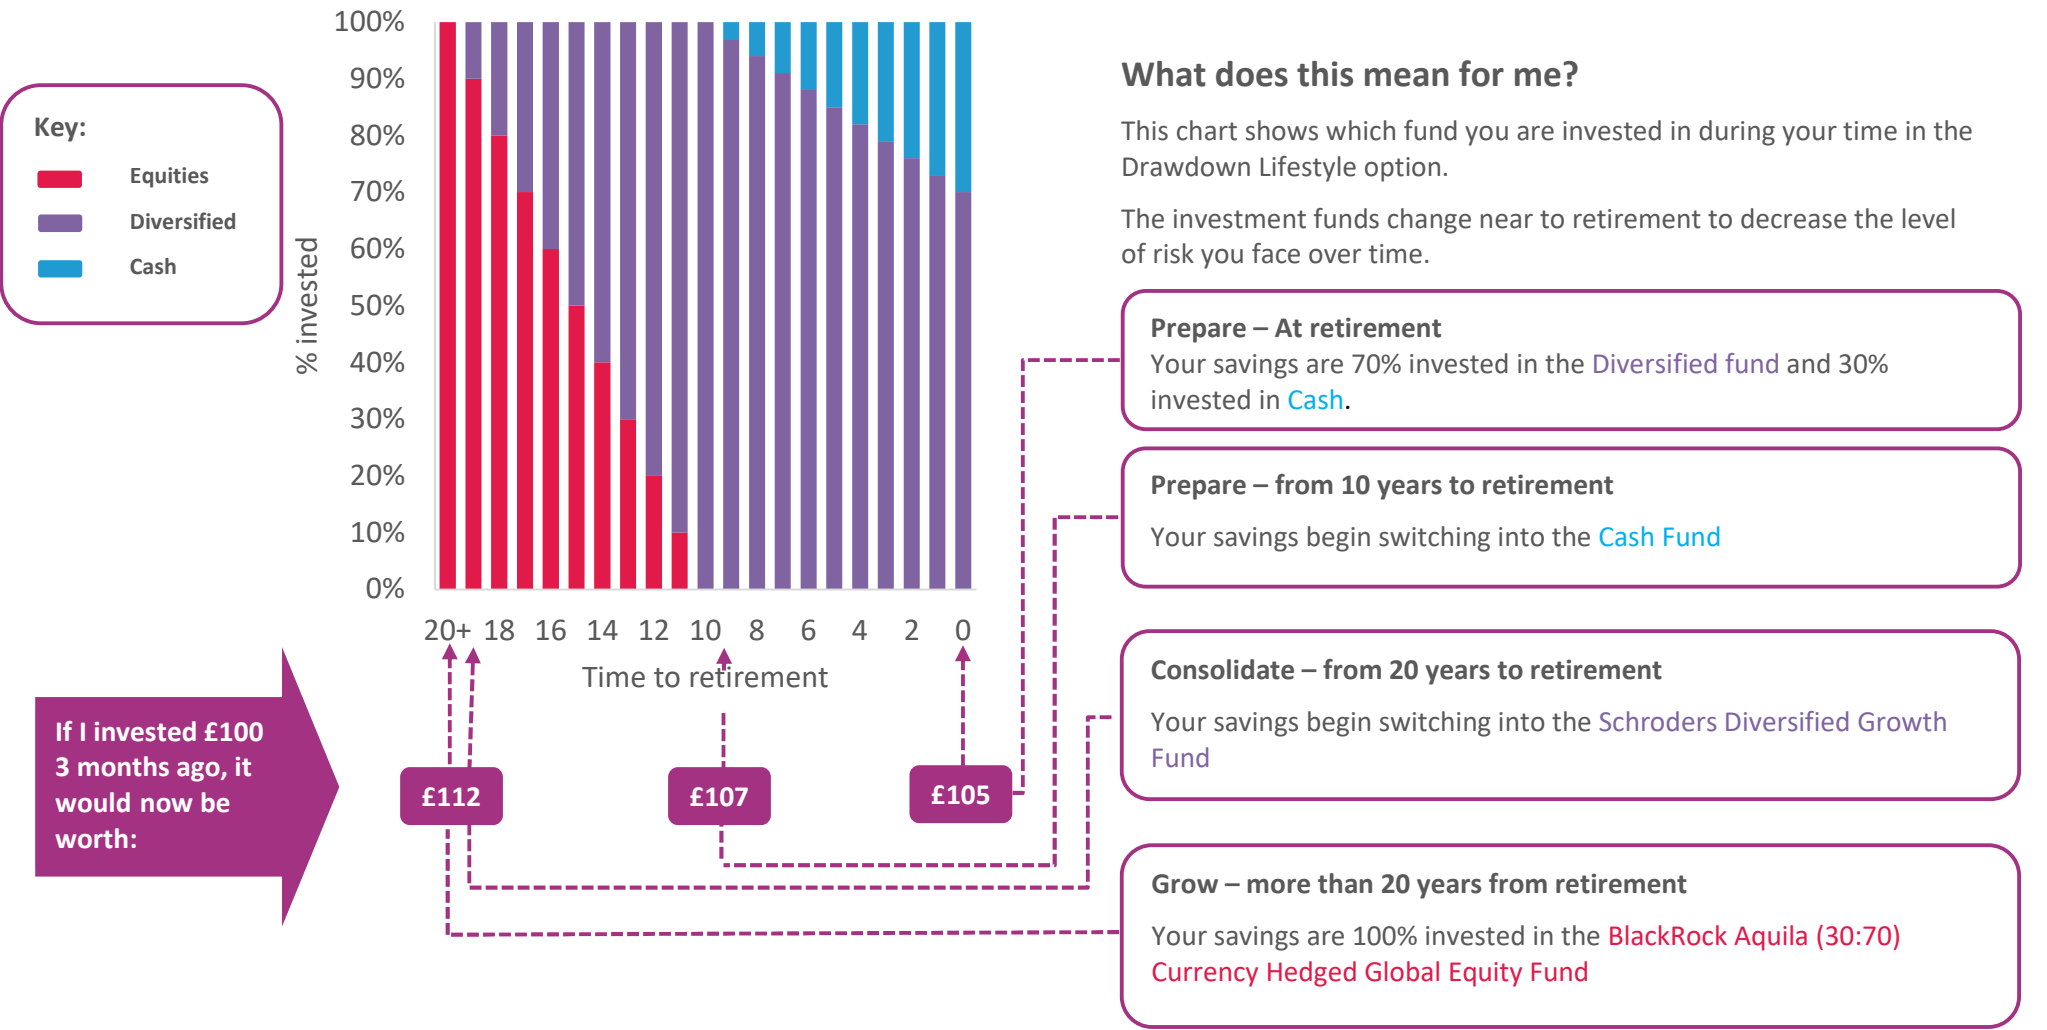 Key:
Equities
Diversified
Cash
% invested
100%
90%
80%
70%
60%
50%
40%
30%
20%
10%
0%
20+ 18 16 14 12 10 8 6 4 2 0
Time to retirement
If I invested £100
3 months ago, it
would now be
worth:
£112
£107
£105
What does this mean for me?
This chart shows which fund you are invested in during your time in the
Drawdown Lifestyle option.
The investment funds change near to retirement to decrease the level
of risk you face over time.
Prepare – At retirement
Your savings are 70% invested in the Diversified fund and 30%
invested in Cash.
Prepare – from 10 years to retirement
Your savings begin switching into the Cash Fund
Consolidate – from 20 years to retirement
Your savings begin switching into the Schroders Diversified Growth
Fund
Grow – more than 20 years from retirement
Your savings are 100% invested in the BlackRock Aquila (30:70)
Currency Hedged Global Equity Fund